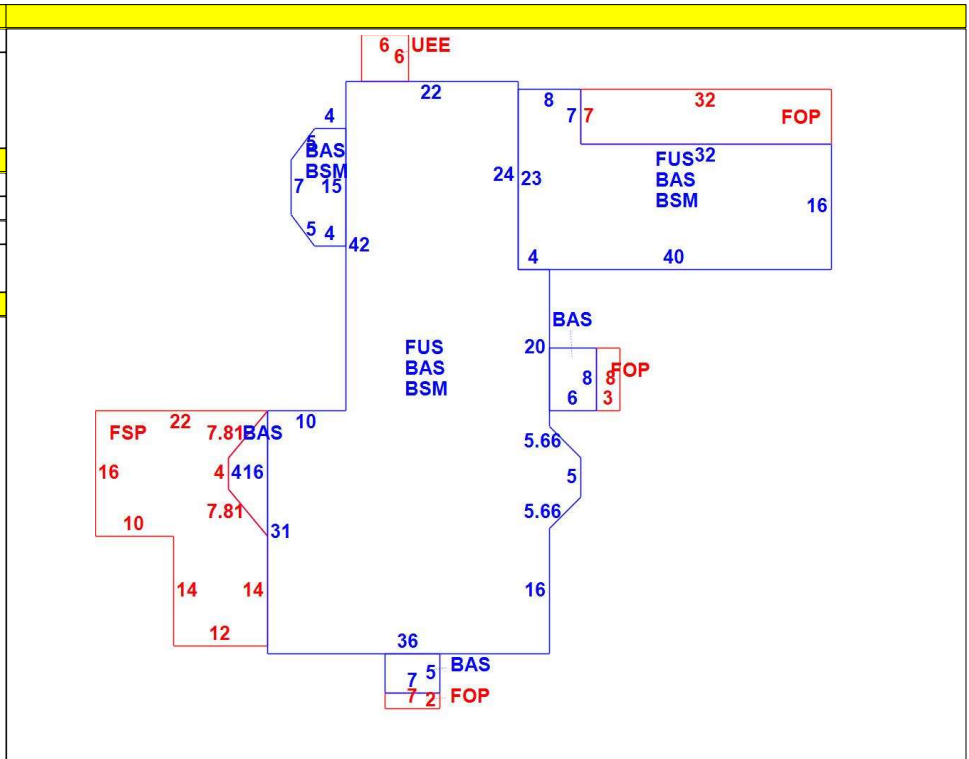 6 UEE
6
22
8
32
7 7
FOP
4
5
BAS
BSM
7 15
5 4
42
24 23
FUS 32
BAS
BSM
16
4
40
BAS
20
FUS
BAS
BSM
8 8 FOP
6 3
22
10
FSP
7.81 BAS
16
4 4 16
7.81
10
31
5.66
5
5.66
14
14
16
12
36
BAS
5
7
7 2 FOP